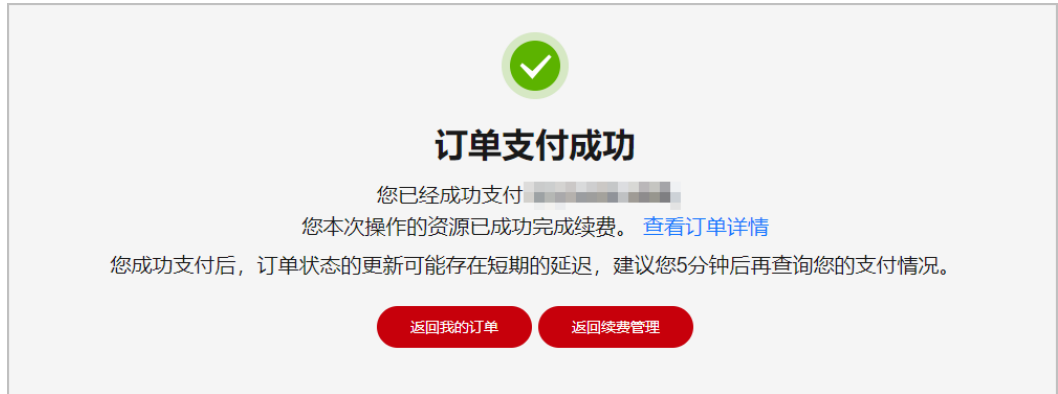 订单支付成功
您已经成功支付
您本次操作的资源已成功完成续费。 查看订单详情
您成功支付后，订单状态的更新可能存在短期的延迟，建议您5分钟后再查询您的支付情况。
返回我的订单 返回续费管理